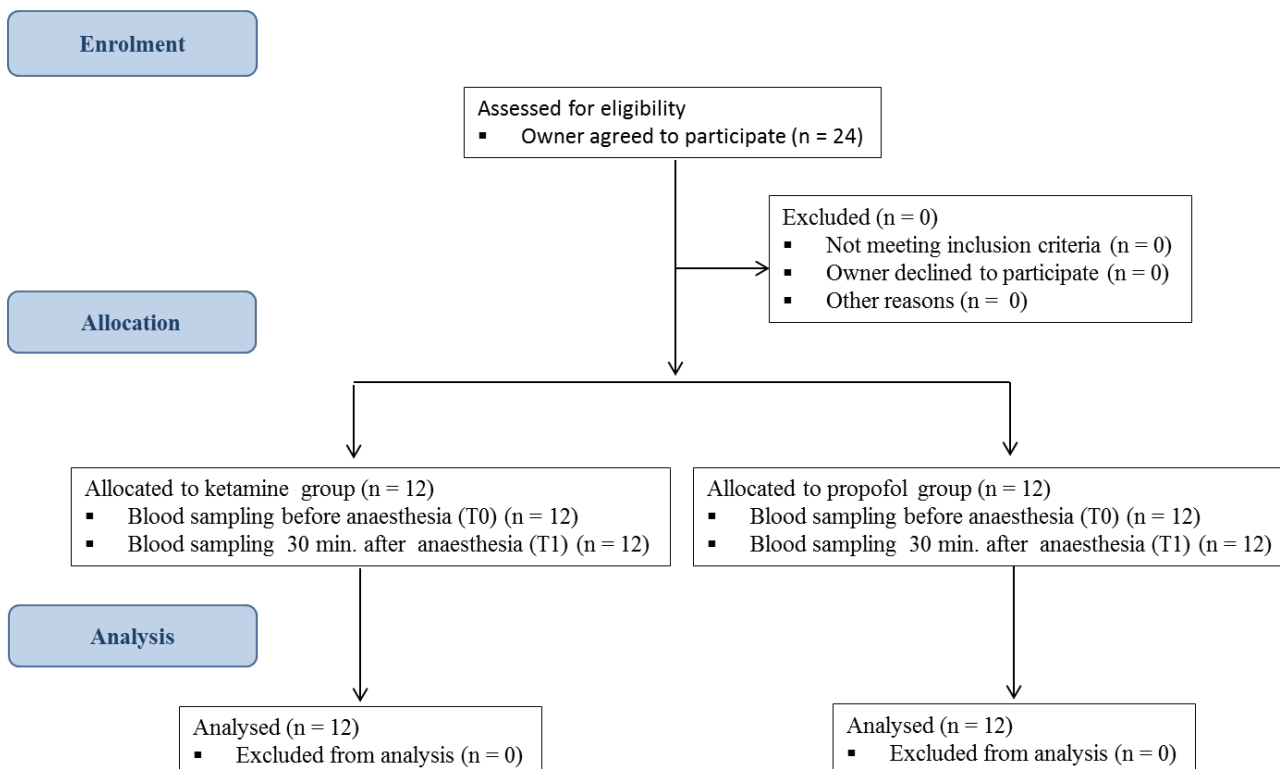 Enrolment
Assessed for eligibility
▪ Owner agreed to participate (n = 24)
Excluded (n = 0)
▪ Not meeting inclusion criteria (n = 0)
▪ Owner declined to participate (n = 0)
▪ Other reasons (n = 0)
Allocation
Allocated to ketamine group (n = 12)
▪ Blood sampling before anaesthesia (T0) (n = 12)
▪ Blood sampling 30 min. after anaesthesia (T1) (n = 12)
Allocated to propofol group (n = 12)
▪ Blood sampling before anaesthesia (T0) (n = 12)
▪ Blood sampling 30 min. after anaesthesia (T1) (n = 12)
Analysis
Analysed (n = 12)
▪ Excluded from analysis (n = 0)
Analysed (n = 12)
▪ Excluded from analysis (n = 0)